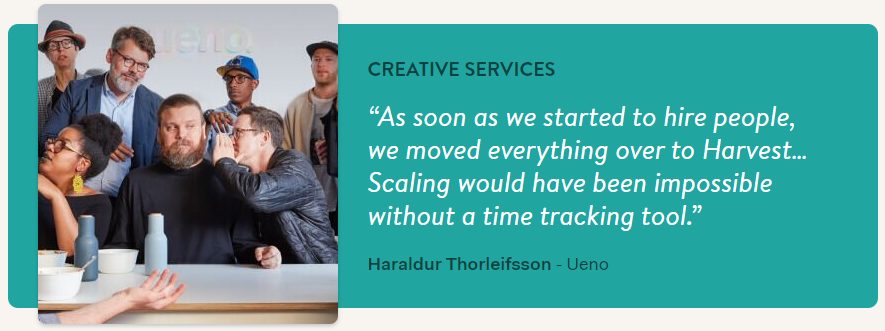 ueno.
CREATIVE SERVICES
“As soon as we started to hire people,
we moved everything over to Harvest...
Scaling would have been impossible
without a time tracking tool.”
Haraldur Thorleifsson - Ueno